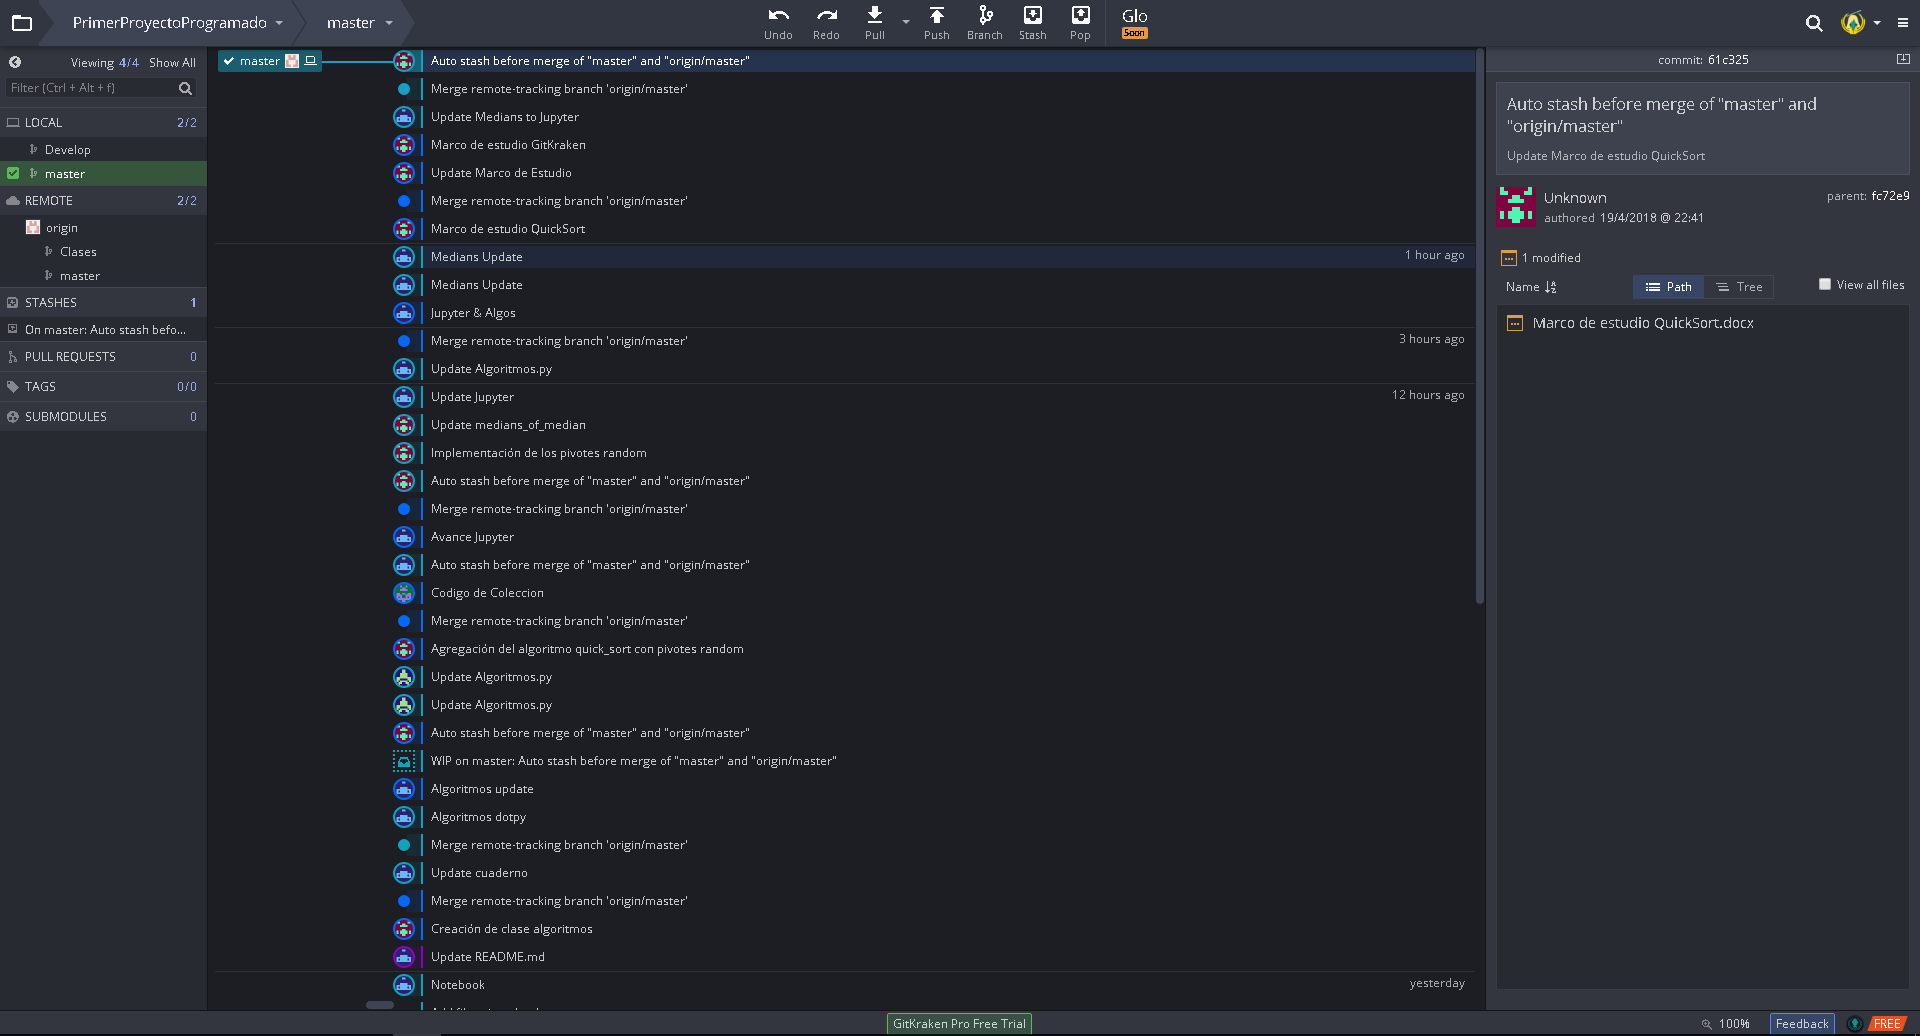 PrimerProyectoProgramado
master
Undo
Redo
Pull
Push
Branch
Stash
Pop
Glo
Soon
Viewing 4/4 Show All
Filter (Ctrl + Alt + f)
LOCAL 2/2
Develop
master
REMOTE 2/2
origin
Clases
master
STASHES 1
On master: Auto stash befo...
PULL REQUESTS 0
TAGS 0/0
SUBMODULES 0
master
Auto stash before merge of "master" and "origin/master"
Merge remote-tracking branch 'origin/master'
Update Medians to Jupyter
Marco de estudio GitKraken
Update Marco de Estudio
Merge remote-tracking branch 'origin/master'
Marco de estudio QuickSort
Medians Update 1 hour ago
Medians Update
Jupyter & Algos
Merge remote-tracking branch 'origin/master' 3 hours ago
Update Algoritmos.py
Update Jupyter 12 hours ago
Update medians_of_median
Implementación de los pivotes random
Auto stash before merge of "master" and "origin/master"
Merge remote-tracking branch 'origin/master'
Avance Jupyter
Auto stash before merge of "master" and "origin/master"
Codigo de Coleccion
Merge remote-tracking branch 'origin/master'
Agregación del algoritmo quick_sort con pivotes random
Update Algoritmos.py
Update Algoritmos.py
Auto stash before merge of "master" and "origin/master"
WIP on master: Auto stash before merge of "master" and "origin/master"
Algoritmos update
Algoritmos dotpy
Merge remote-tracking branch 'origin/master'
Update cuaderno
Merge remote-tracking branch 'origin/master'
Creación de clase algoritmos
Update README.md
Notebook yesterday
commit: 61c325
Auto stash before merge of "master" and
"origin/master"
Update Marco de estudio QuickSort
Unknown
authored 19/4/2018 @ 22:41
parent: fc72e9
1 modified
Name
Path
Tree
View all files
Marco de estudio QuickSort.docx
GitKraken Pro Free Trial
100%
Feedback
FREE